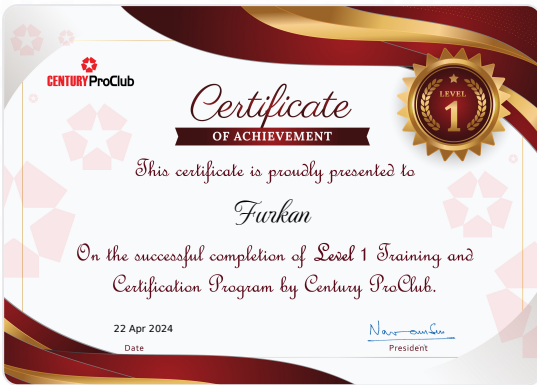 CENTURY ProClub
Certificate
OF ACHIEVEMENT
LEVEL
1
This certificate is proudly presented to
Furkan
On the successful completion of Level 1 Training and
Certification Program by Century ProClub.
22 Apr 2024
Date
President